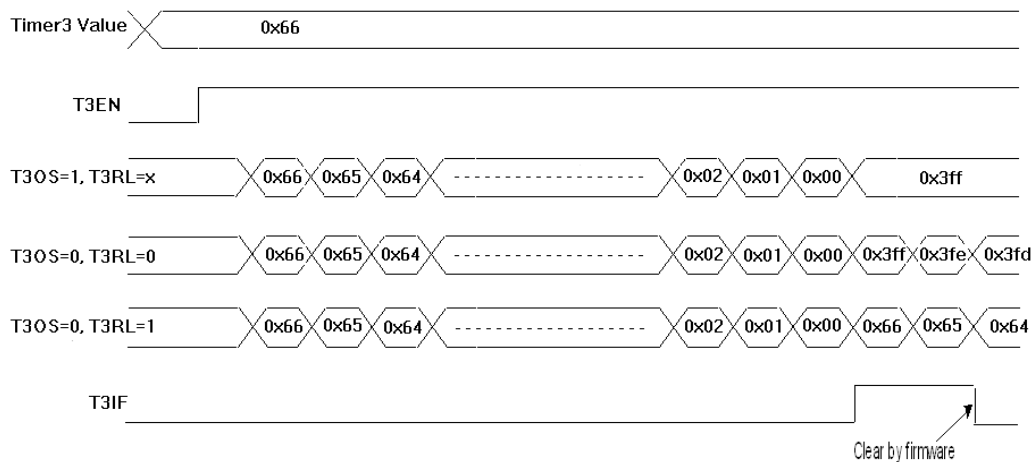 Timer3 Value 0x66
T3EN
T3OS=1, T3RL=x 0x66 0x65 0x64 0x02 0x01 0x00 0x3ff
T3OS=0, T3RL=0 0x66 0x65 0x64 0x02 0x01 0x00 0x3ff 0x3fe 0x3fd
T3OS=0, T3RL=1 0x66 0x65 0x64 0x02 0x01 0x00 0x66 0x65 0x64
T3IF
Clear by firmware